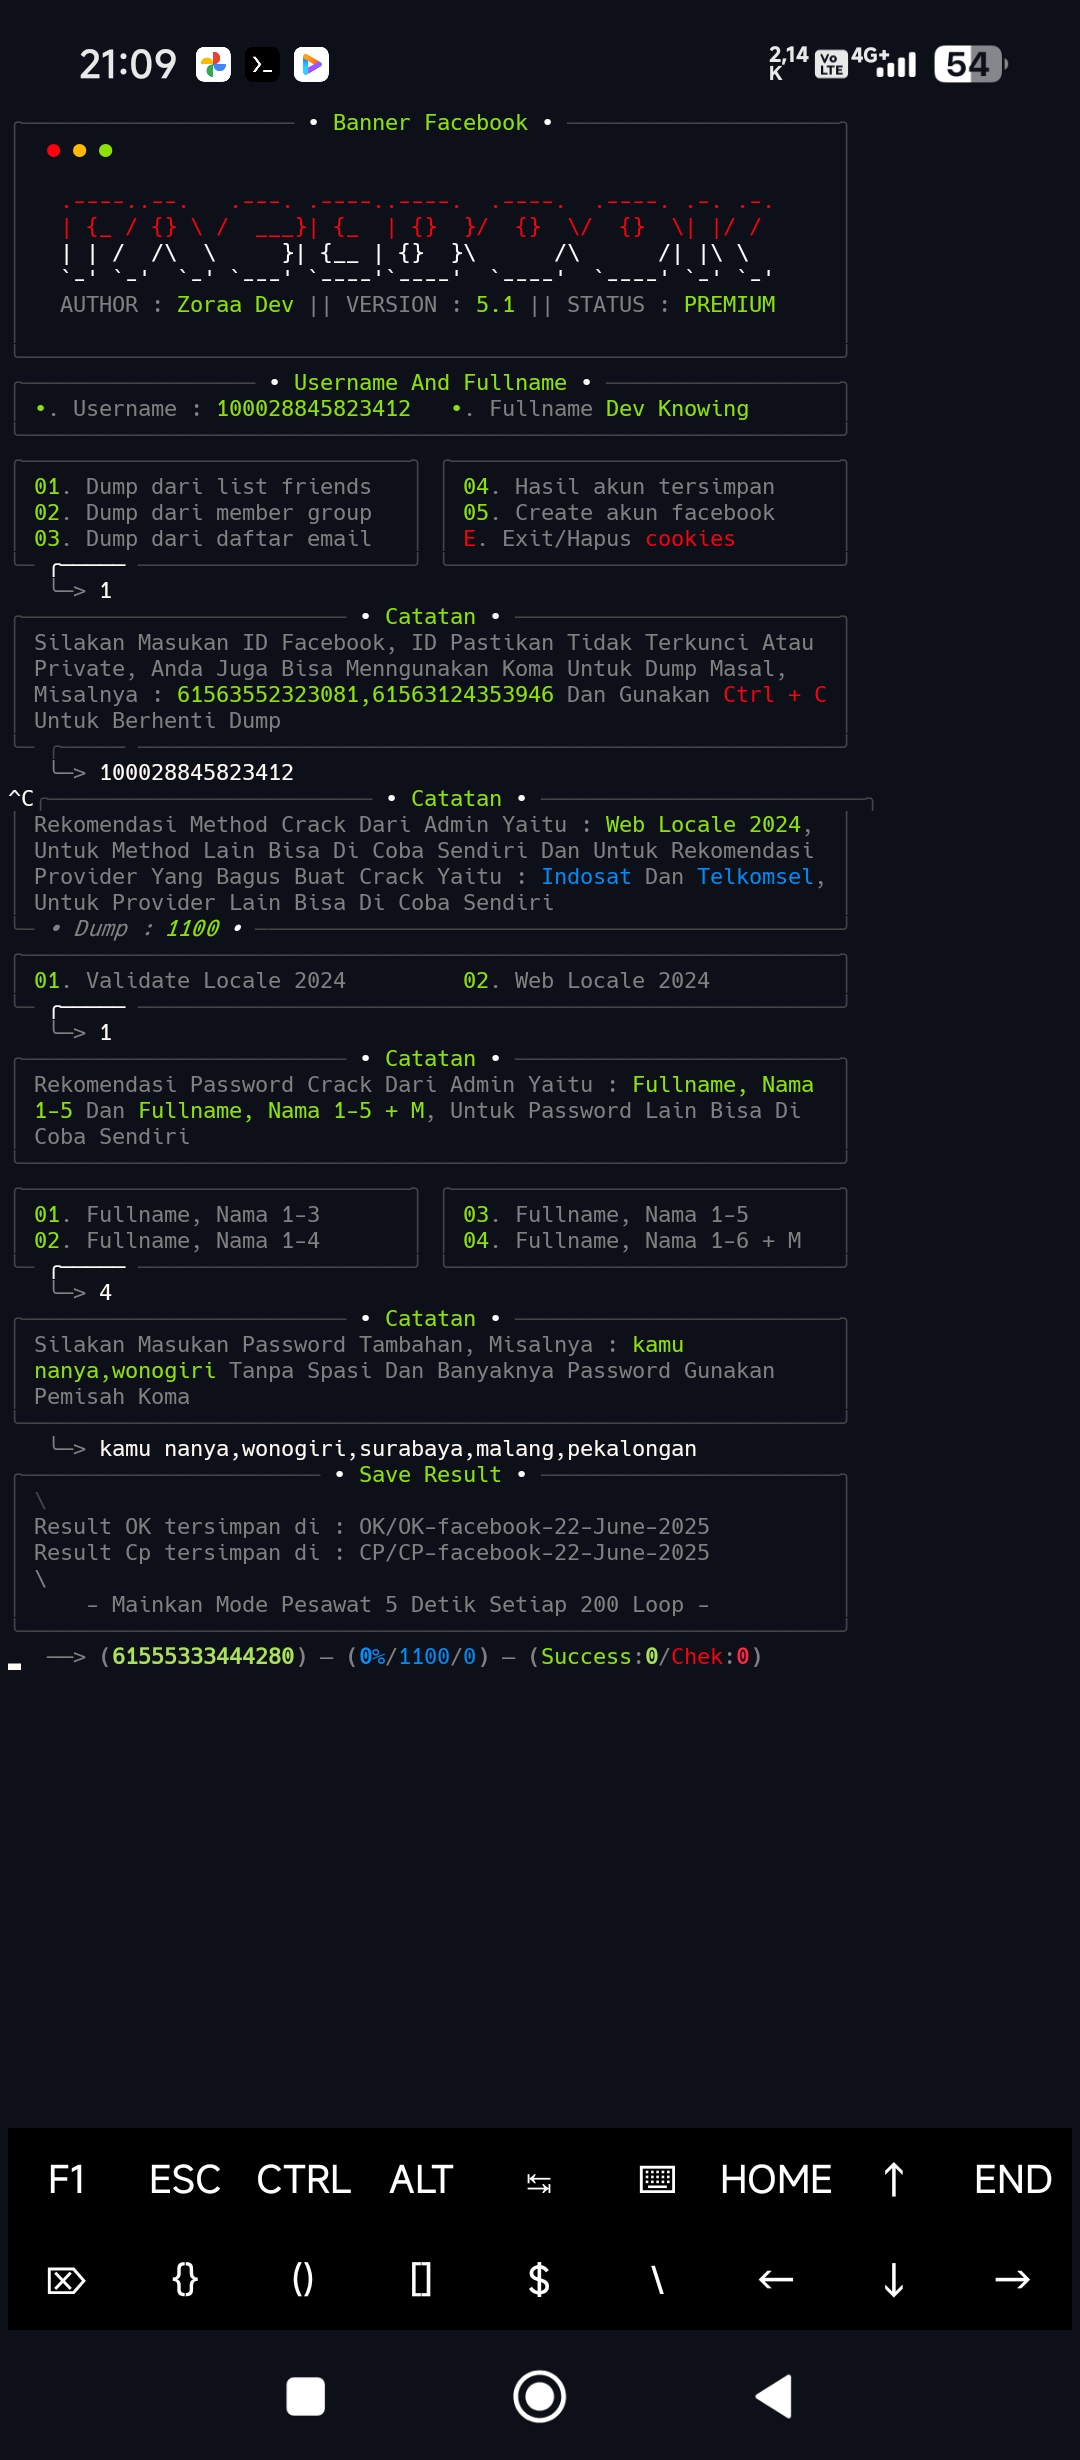 21:09 2,14 K Vo LTE 4G+ 54
• Banner Facebook •
.----..--.   .---. .----..----.  .----.  .----. .-. .-.
| {_ / {} \ /  ___}| {_  | {}  }/  {}  \/  {}  \| |/ /
| | /  /\  \     }| {__ | {}  }\      /\      /| |\ \
`-' `-'  `-' `---' `----'`----'  `----'  `----' `-' `-'
AUTHOR : Zoraa Dev || VERSION : 5.1 || STATUS : PREMIUM
• Username And Fullname •
•. Username : 100028845823412   •. Fullname Dev Knowing
01. Dump dari list friends
02. Dump dari member group
03. Dump dari daftar email
04. Hasil akun tersimpan
05. Create akun facebook
E. Exit/Hapus cookies
╰─> 1
• Catatan •
Silakan Masukan ID Facebook, ID Pastikan Tidak Terkunci Atau
Private, Anda Juga Bisa Menngunakan Koma Untuk Dump Masal,
Misalnya : 61563552323081,61563124353946 Dan Gunakan Ctrl + C
Untuk Berhenti Dump
╰─> 100028845823412
^C • Catatan •
Rekomendasi Method Crack Dari Admin Yaitu : Web Locale 2024,
Untuk Method Lain Bisa Di Coba Sendiri Dan Untuk Rekomendasi
Provider Yang Bagus Buat Crack Yaitu : Indosat Dan Telkomsel,
Untuk Provider Lain Bisa Di Coba Sendiri
• Dump : 1100 •
01. Validate Locale 2024         02. Web Locale 2024
╰─> 1
• Catatan •
Rekomendasi Password Crack Dari Admin Yaitu : Fullname, Nama
1-5 Dan Fullname, Nama 1-5 + M, Untuk Password Lain Bisa Di
Coba Sendiri
01. Fullname, Nama 1-3
02. Fullname, Nama 1-4
03. Fullname, Nama 1-5
04. Fullname, Nama 1-6 + M
╰─> 4
• Catatan •
Silakan Masukan Password Tambahan, Misalnya : kamu
nanya,wonogiri Tanpa Spasi Dan Banyaknya Password Gunakan
Pemisah Koma
╰─> kamu nanya,wonogiri,surabaya,malang,pekalongan
• Save Result •
\
Result OK tersimpan di : OK/OK-facebook-22-June-2025
Result Cp tersimpan di : CP/CP-facebook-22-June-2025
\
- Mainkan Mode Pesawat 5 Detik Setiap 200 Loop -
──> (61555333444280) — (0%/1100/0) — (Success:0/Chek:0)
F1 ESC CTRL ALT ↹ HOME ↑ END
{} () [] $ \ ← ↓ →